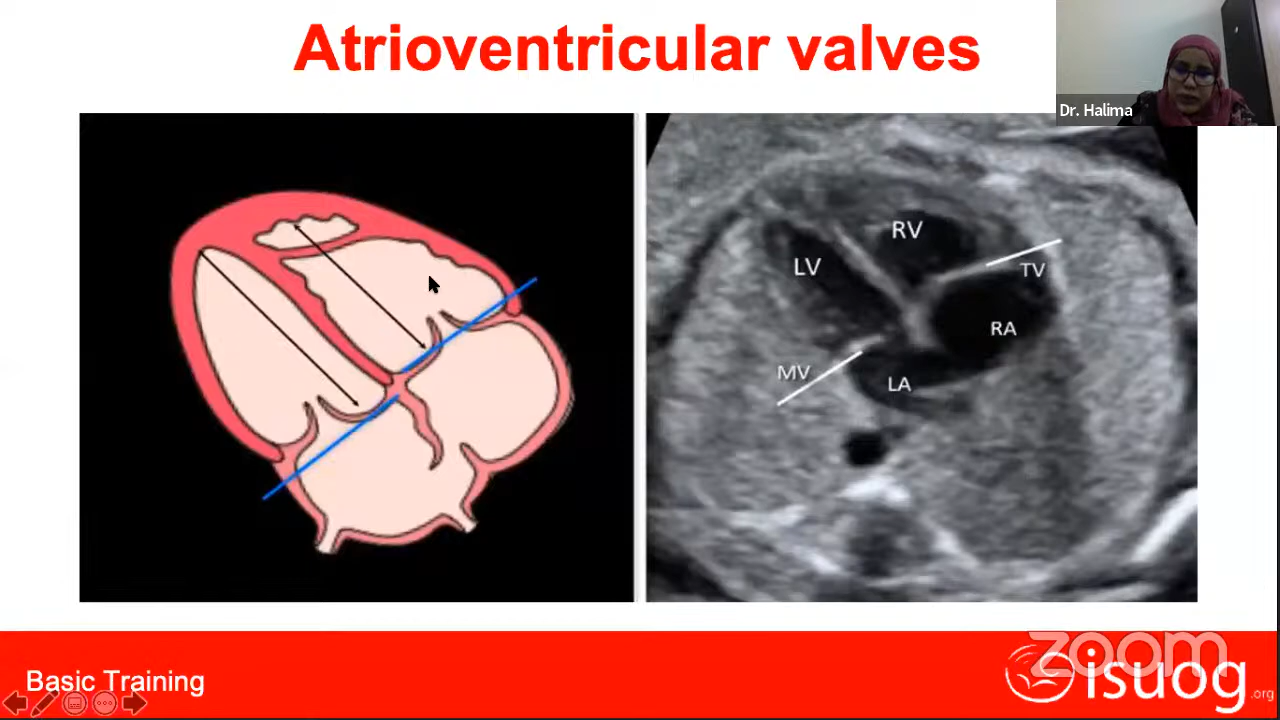 Atrioventricular valves
Dr. Halima
RV
LV
TV
RA
MV
LA
zoom
Basic Training
isuog.org